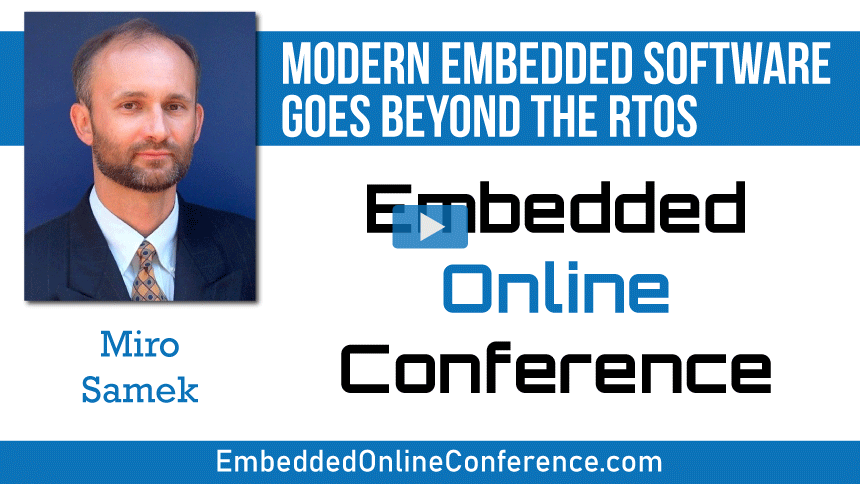 MODERN EMBEDDED SOFTWARE
GOES BEYOND THE RTOS
Embedded
Online
Conference
Miro
Samek
EmbeddedOnlineConference.com